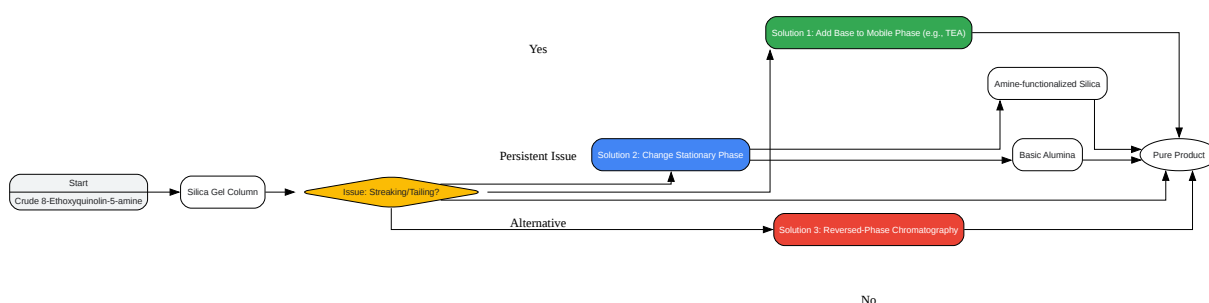 Solution 1: Add Base to Mobile Phase (e.g., TEA)
Yes
Amine-functionalized Silica
Persistent Issue
Solution 2: Change Stationary Phase
Basic Alumina
Pure Product
Start
Crude 8-Ethoxyquinolin-5-amine
Silica Gel Column
Issue: Streaking/Tailing?
Alternative
Solution 3: Reversed-Phase Chromatography
No